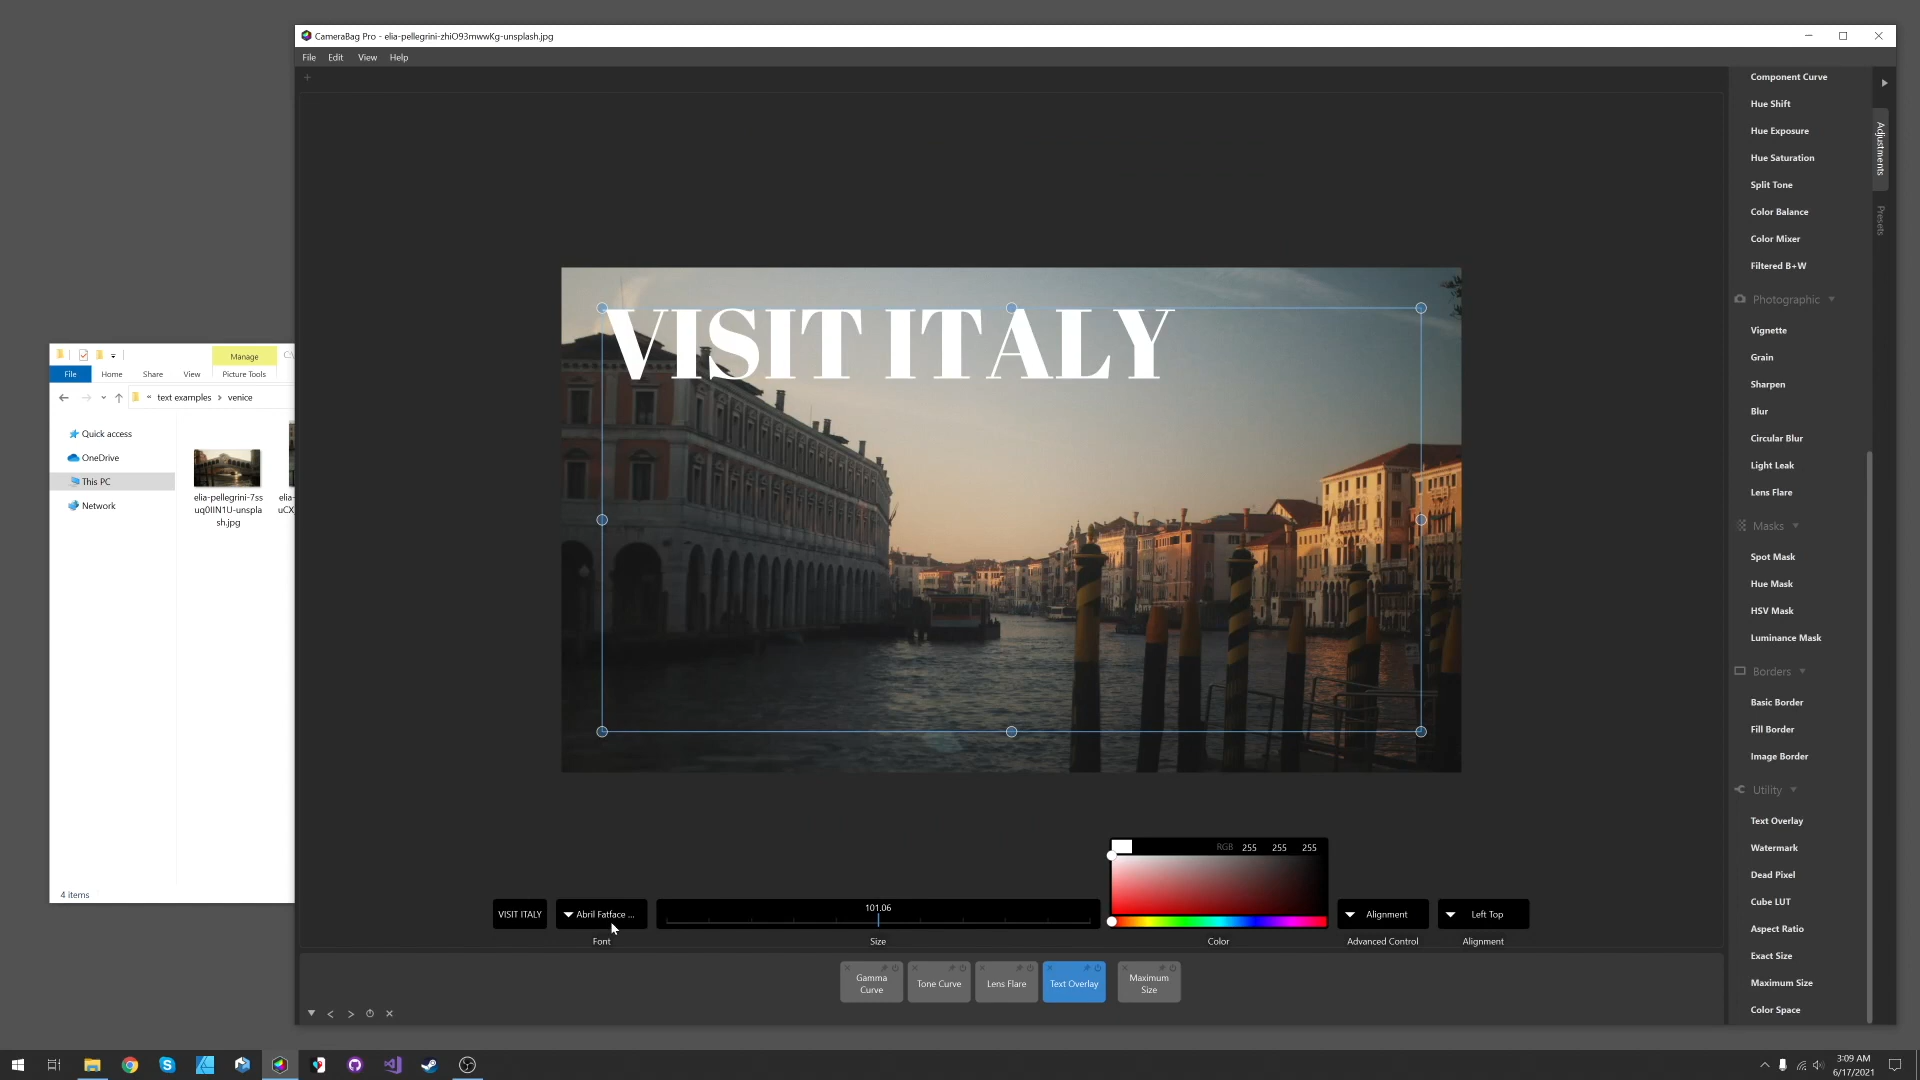 CameraBag Pro - elia-pellegrini-zhiO93mwwKg-unsplash.jpg
File Edit View Help
Component Curve
Hue Shift
Hue Exposure
Hue Saturation
Split Tone
Color Balance
Color Mixer
Filtered B+W
Photographic
Vignette
Grain
Sharpen
Blur
Circular Blur
Light Leak
Lens Flare
Masks
Spot Mask
Hue Mask
HSV Mask
Luminance Mask
Borders
Basic Border
Fill Border
Image Border
Utility
Text Overlay
Watermark
Dead Pixel
Cube LUT
Aspect Ratio
Exact Size
Maximum Size
Color Space
Adjustments
Presets
VISIT ITALY
Manage
C:\
File Home Share View Picture Tools
« text examples > venice
Quick access
OneDrive
This PC
Network
elia-pellegrini-7ss
uq0IIN1U-unspla
sh.jpg
elia-
uCX
4 items
RGB 255 255 255
VISIT ITALY
Abril Fatface ...
101.06
Alignment
Left Top
Font
Size
Color
Advanced Control
Alignment
Gamma
Curve
Tone Curve
Lens Flare
Text Overlay
Maximum
Size
3:09 AM
6/17/2021